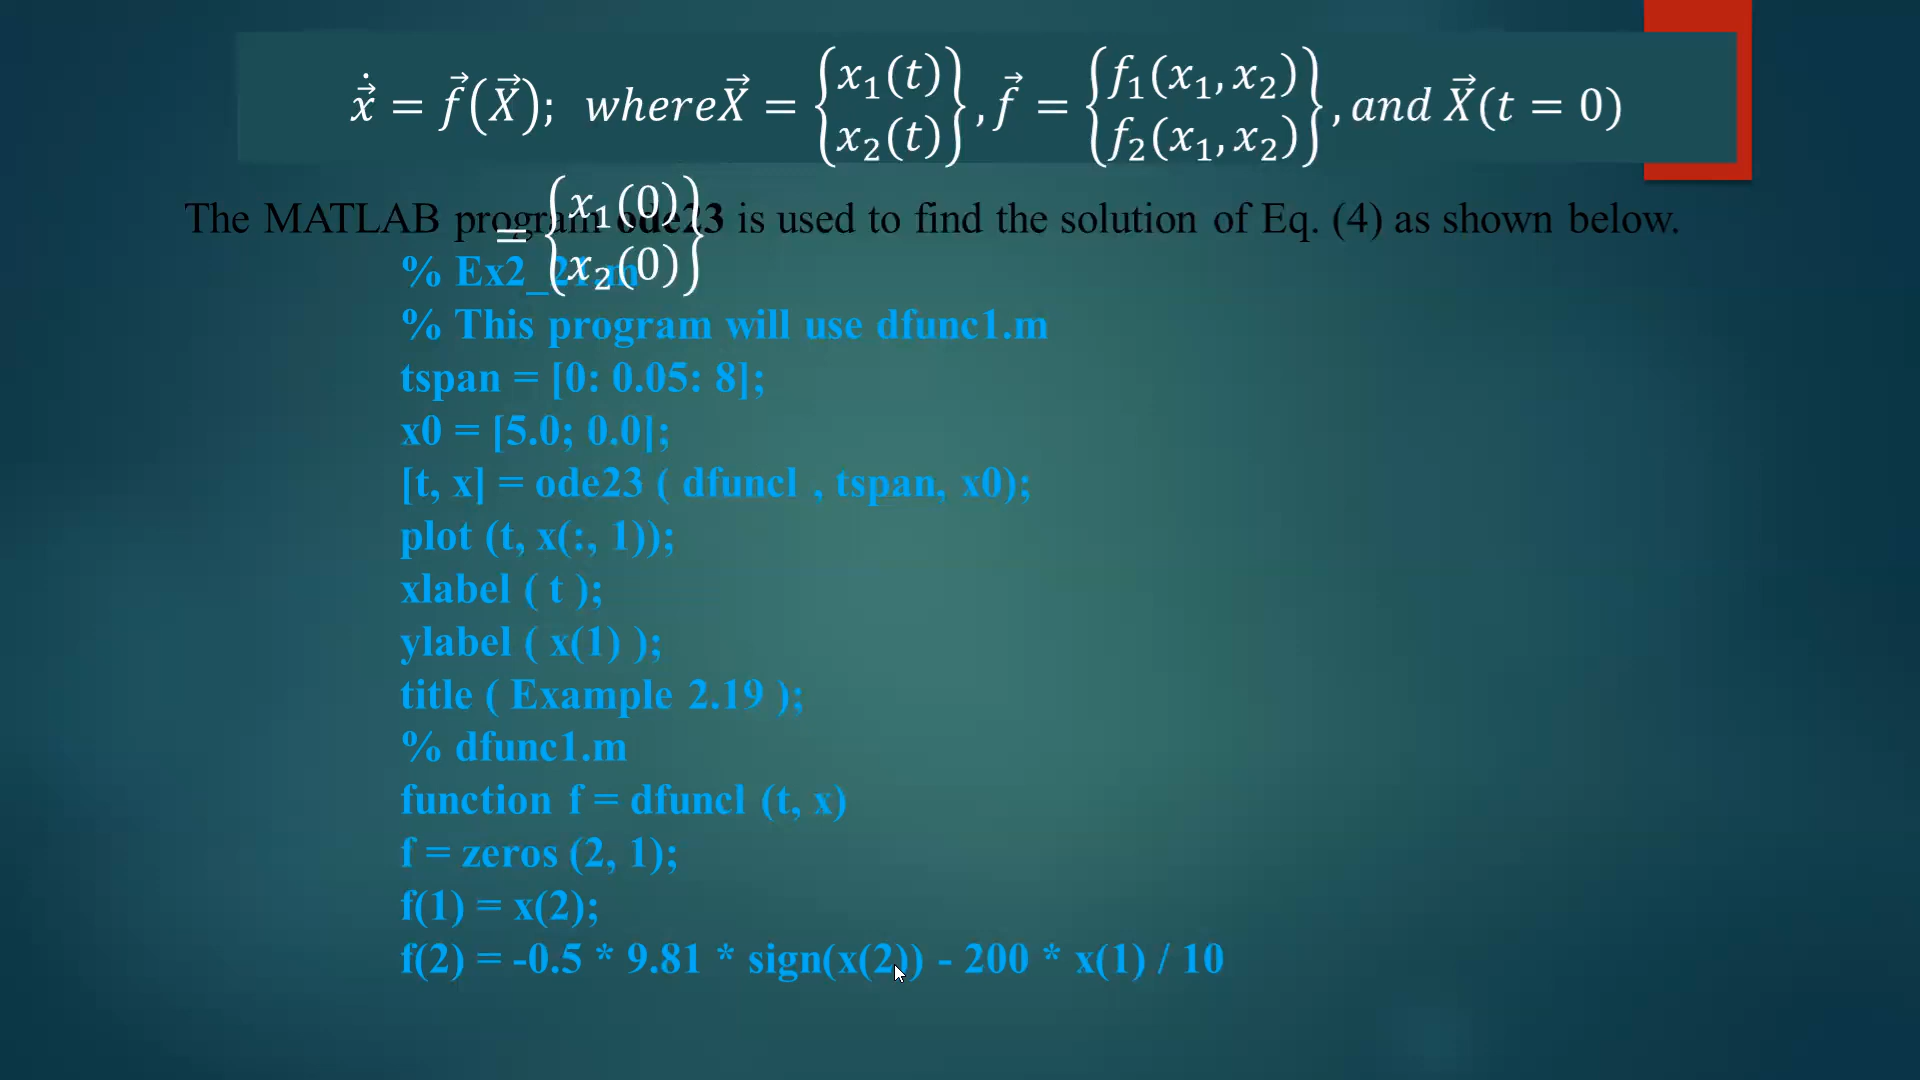 ẋ⃗ = f⃗(X⃗); whereX⃗ = {x₁(t) x₂(t)}, f⃗ = {f₁(x₁, x₂) f₂(x₁, x₂)}, and X⃗(t = 0)
= {x₁(0) x₂(0)}
The MATLAB program ode23 is used to find the solution of Eq. (4) as shown below.
% Ex2_21.m
% This program will use dfunc1.m
tspan = [0: 0.05: 8];
x0 = [5.0; 0.0];
[t, x] = ode23 ( dfuncl , tspan, x0);
plot (t, x(:, 1));
xlabel ( t );
ylabel ( x(1) );
title ( Example 2.19 );
% dfunc1.m
function f = dfuncl (t, x)
f = zeros (2, 1);
f(1) = x(2);
f(2) = -0.5 * 9.81 * sign(x(2)) - 200 * x(1) / 10